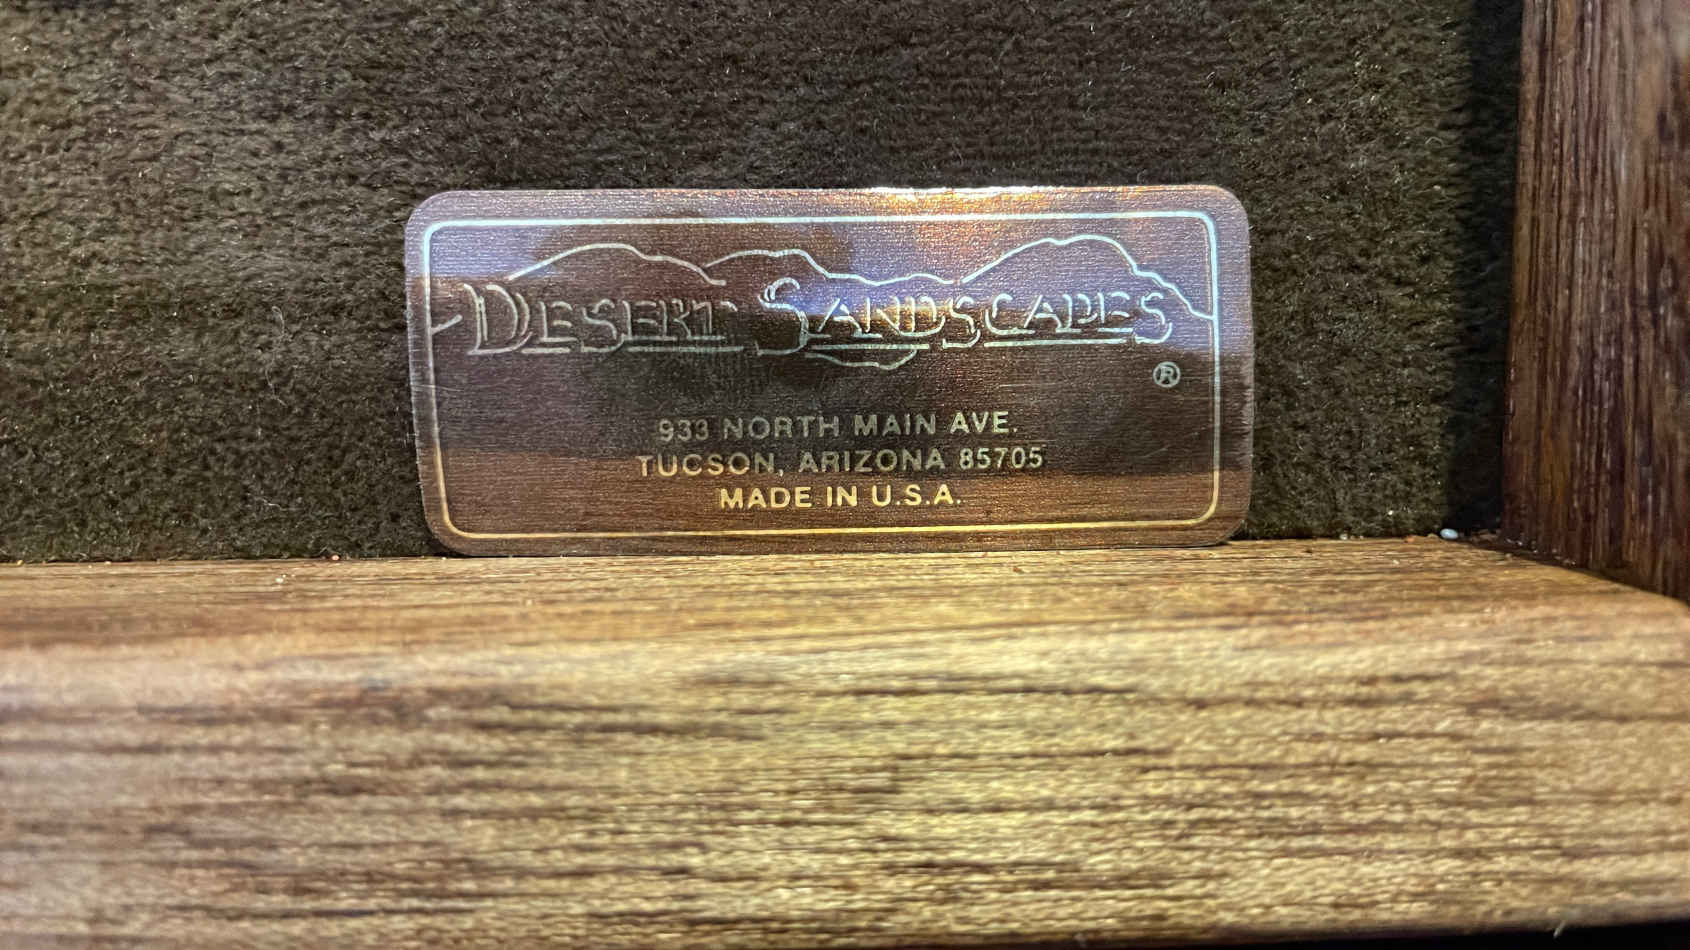 DESERT SANDSCAPES
®
933 NORTH MAIN AVE.
TUCSON, ARIZONA 85705
MADE IN U.S.A.